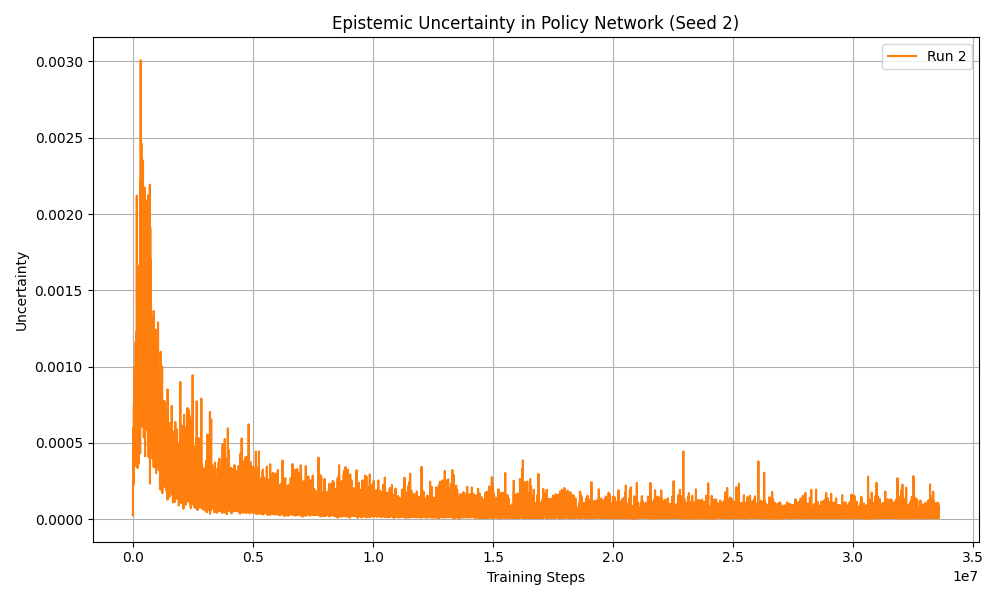 Epistemic Uncertainty in Policy Network (Seed 2)
Run 2
0.0030
0.0025
0.0020
0.0015
0.0010
0.0005
0.0000
Uncertainty
0.0 0.5 1.0 1.5 2.0 2.5 3.0 3.5
1e7
Training Steps